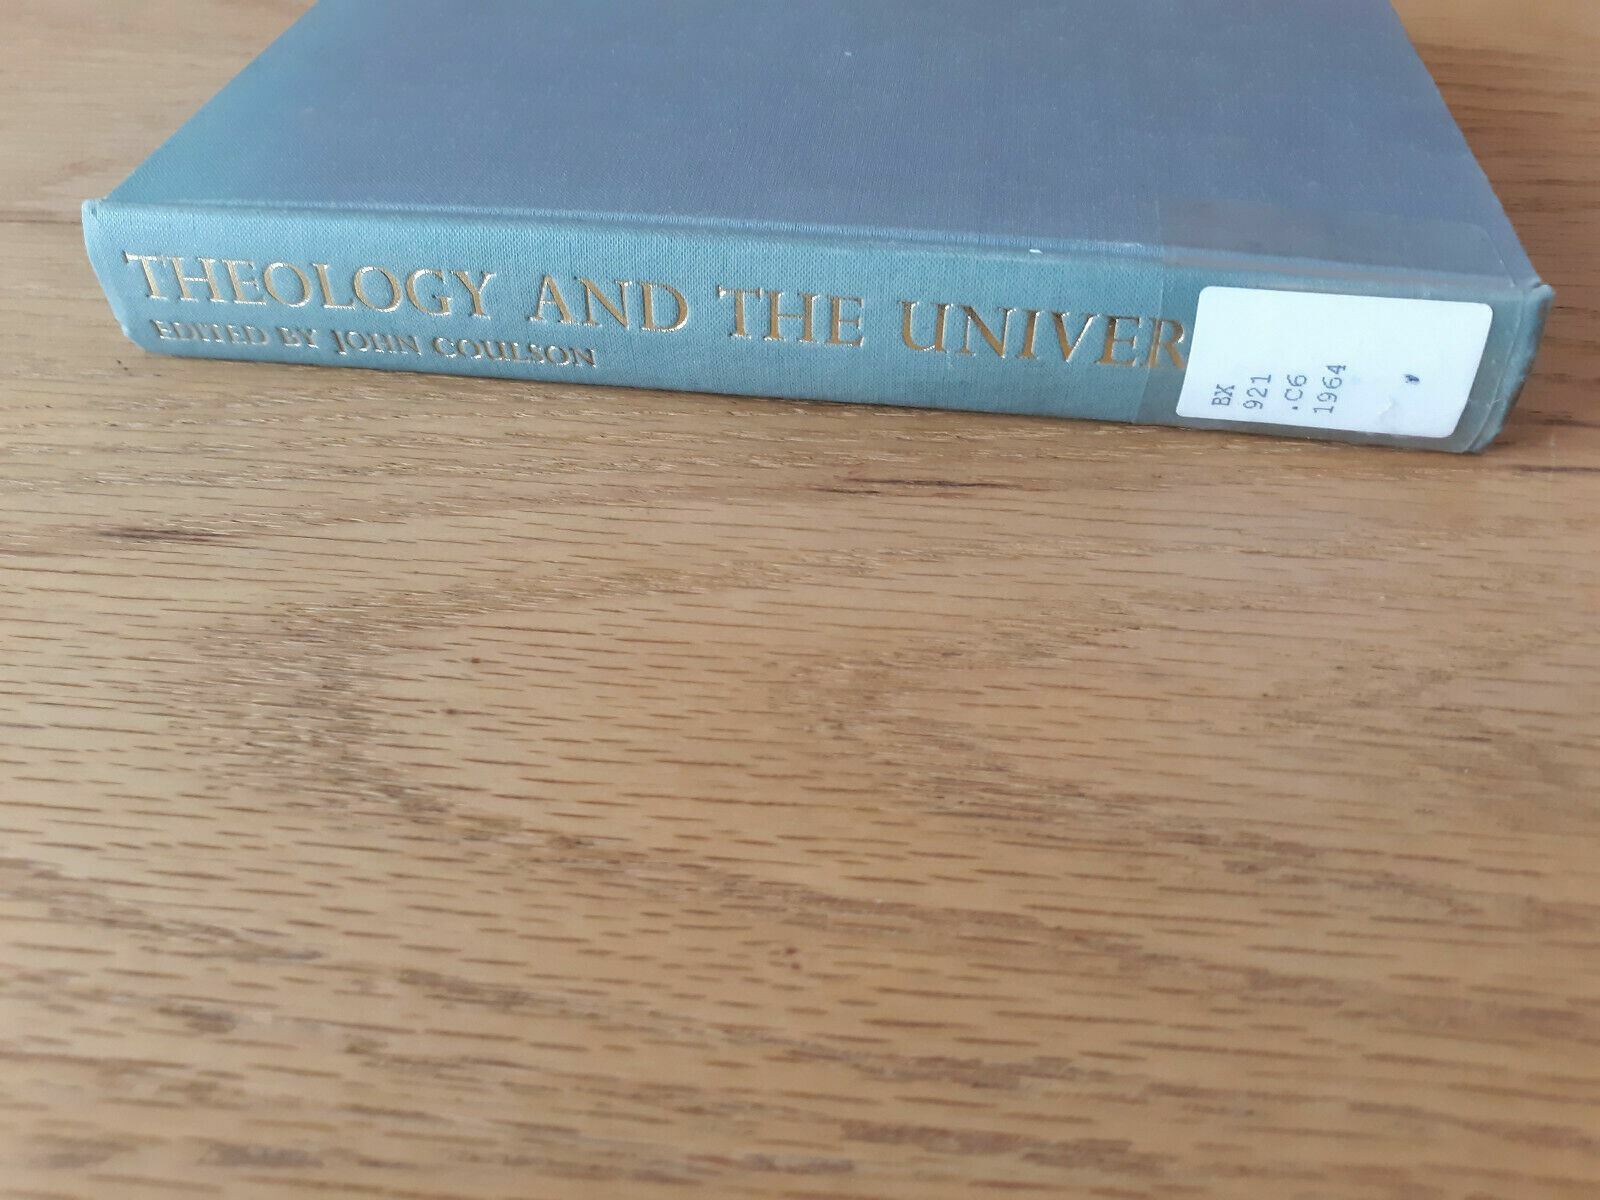 THEOLOGY AND THE UNIVER
EDITED BY JOHN COULSON
BX
921
.C6
1964